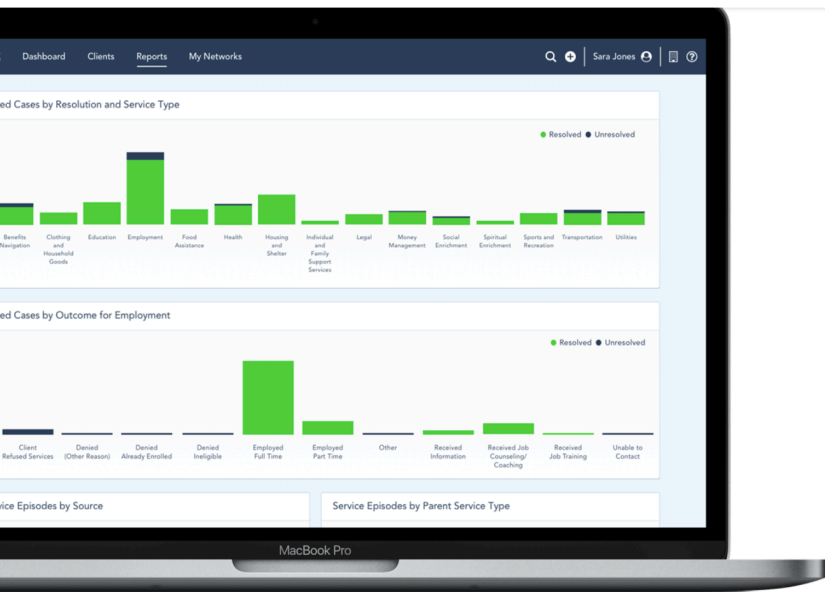 Dashboard Clients Reports My Networks Sara Jones
ed Cases by Resolution and Service Type
Resolved Unresolved
Benefits Navigation
Clothing and Household Goods
Education
Employment
Food Assistance
Health
Housing and Shelter
Individual and Family Support Services
Legal
Money Management
Social Enrichment
Spiritual Enrichment
Sports and Recreation
Transportation
Utilities
ed Cases by Outcome for Employment
Resolved Unresolved
Client Refused Services
Denied (Other Reason)
Denied Already Enrolled
Denied Ineligible
Employed Full Time
Employed Part Time
Other
Received Information
Received Job Counseling/ Coaching
Received Job Training
Unable to Contact
vice Episodes by Source
Service Episodes by Parent Service Type
MacBook Pro